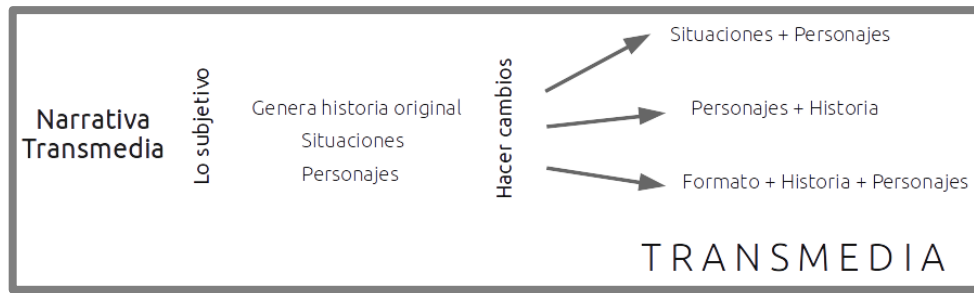 Narrativa
Transmedia
Lo subjetivo
Genera historia original
Situaciones
Personajes
Hacer cambios
Situaciones + Personajes
Personajes + Historia
Formato + Historia + Personajes
TRANSMEDIA